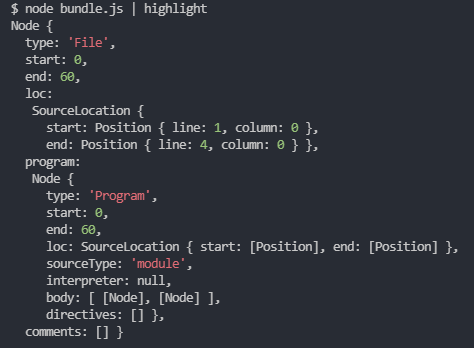 $ node bundle.js | highlight
Node {
  type: 'File',
  start: 0,
  end: 60,
  loc:
   SourceLocation {
     start: Position { line: 1, column: 0 },
     end: Position { line: 4, column: 0 } },
  program:
   Node {
     type: 'Program',
     start: 0,
     end: 60,
     loc: SourceLocation { start: [Position], end: [Position] },
     sourceType: 'module',
     interpreter: null,
     body: [ [Node], [Node] ],
     directives: [] },
  comments: [] }